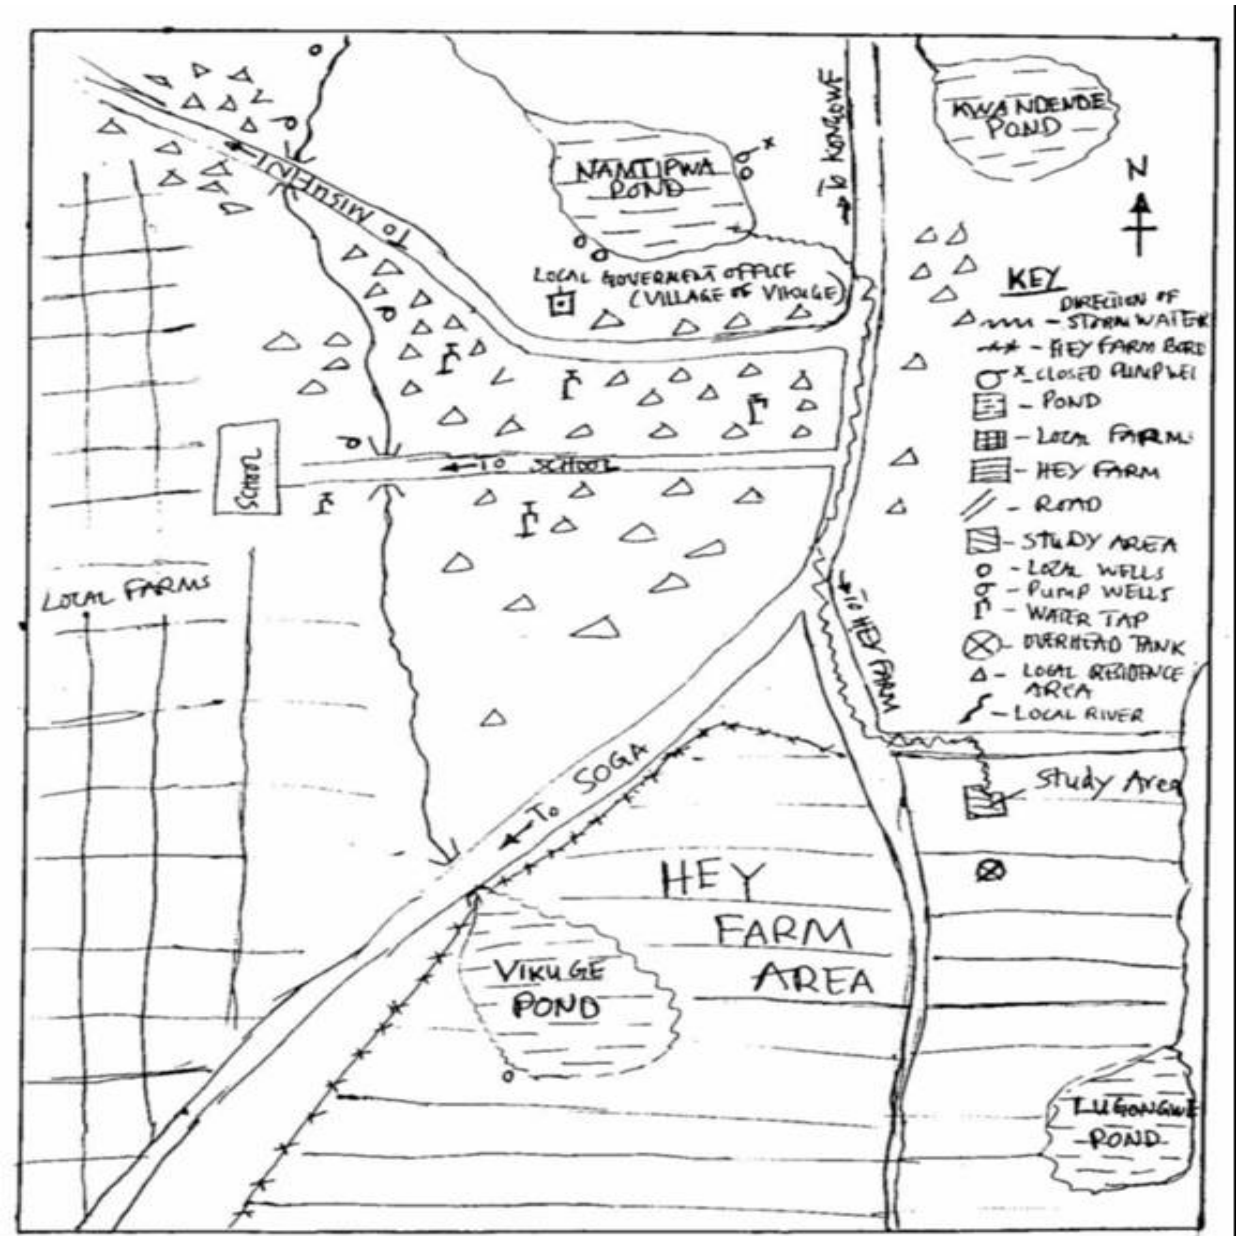 KWANDENDE
POND
TO KONGOWE
NAMTIPWA
POND
N
TO MISUFINI
LOCAL GOVERMENT OFFICE
(VILLAGE OF VIKUGE)
KEY
DIRECTION OF
STORM WATER
- HEY FARM BORD
x - CLOSED PUMP WEL
- POND
- LOCAL FARMS
- HEY FARM
- ROAD
- STUDY AREA
- LOCAL WELLS
- PUMP WELLS
- WATER TAP
- OVERHEAD TANK
- LOCAL RESIDENCE
AREA
- LOCAL RIVER
TO SCHOOL
SCHOOL
LOCAL FARMS
TO HEY FARM
TO SOGA
Study Area
HEY
FARM
AREA
VIKUGE
POND
LUGONGWE
POND